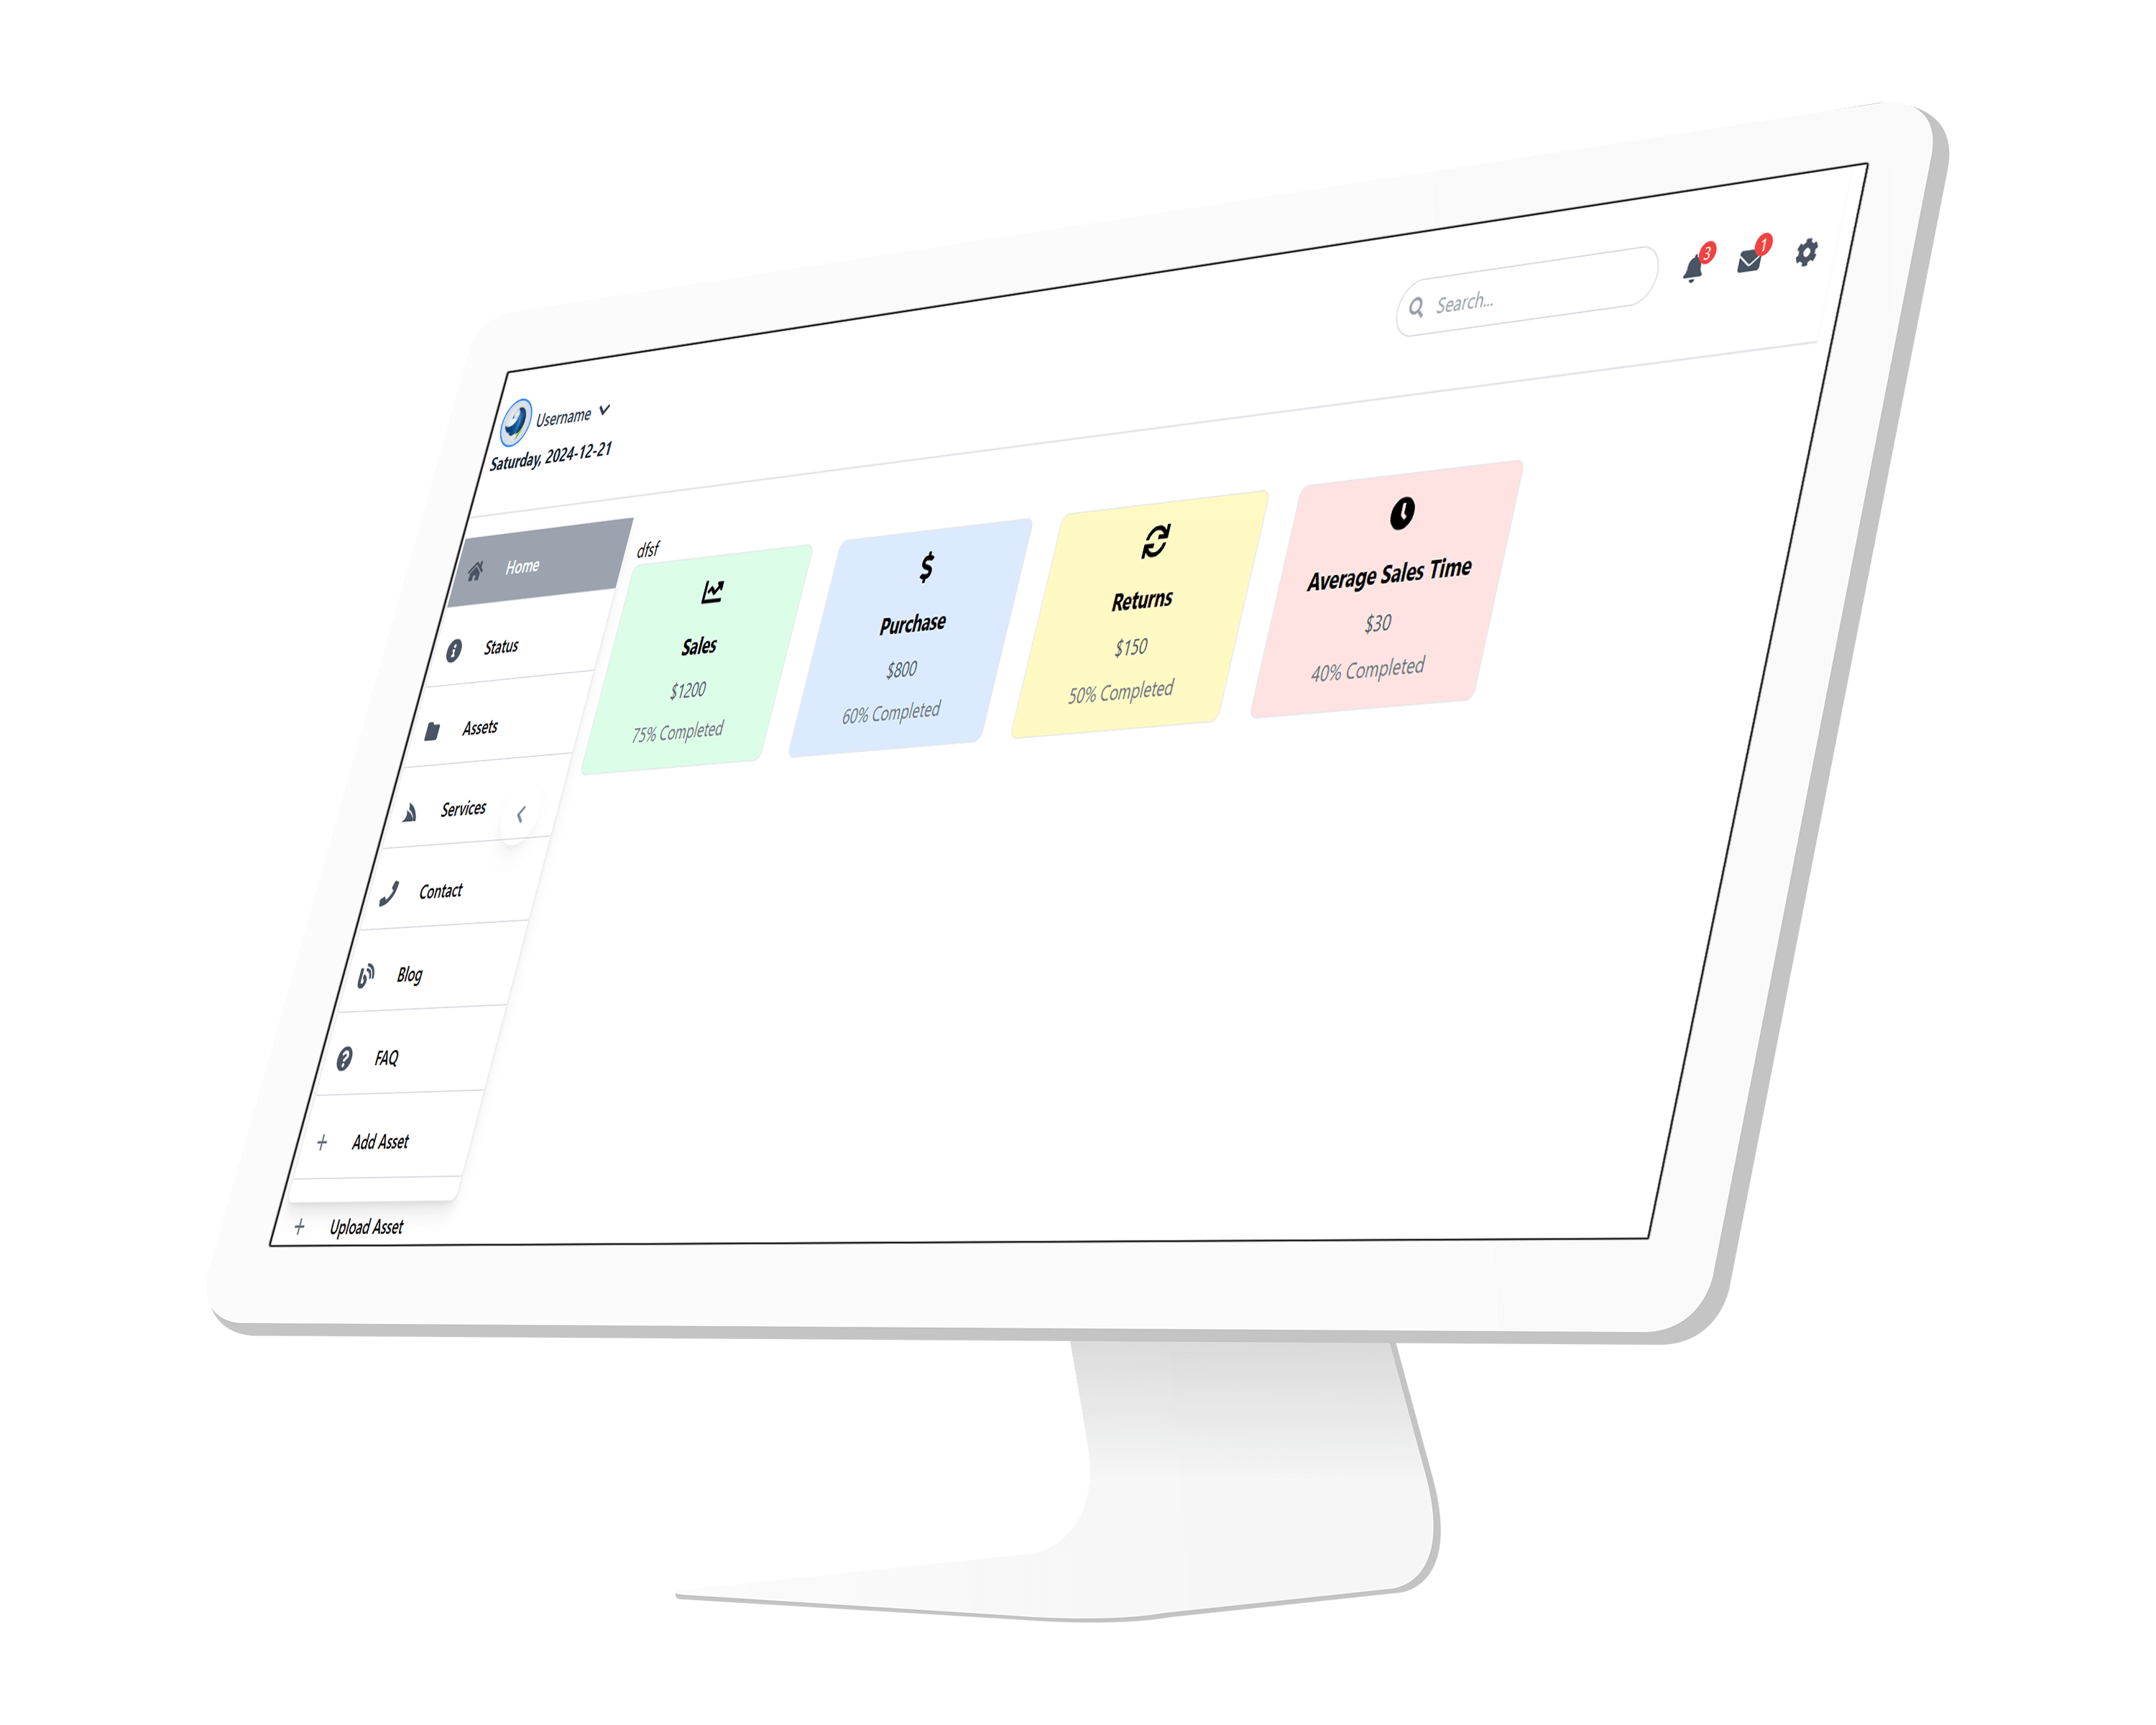 Search...
3
1
Username
Saturday, 2024-12-21
Home
Status
Assets
Services
Contact
Blog
FAQ
Add Asset
Upload Asset
dfsf
Sales
$1200
75% Completed
Purchase
$800
60% Completed
Returns
$150
50% Completed
Average Sales Time
$30
40% Completed